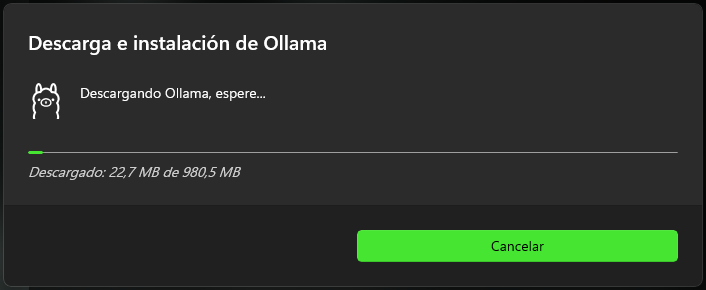 Descarga e instalación de Ollama
Descargando Ollama, espere...
Descargado: 22,7 MB de 980,5 MB
Cancelar